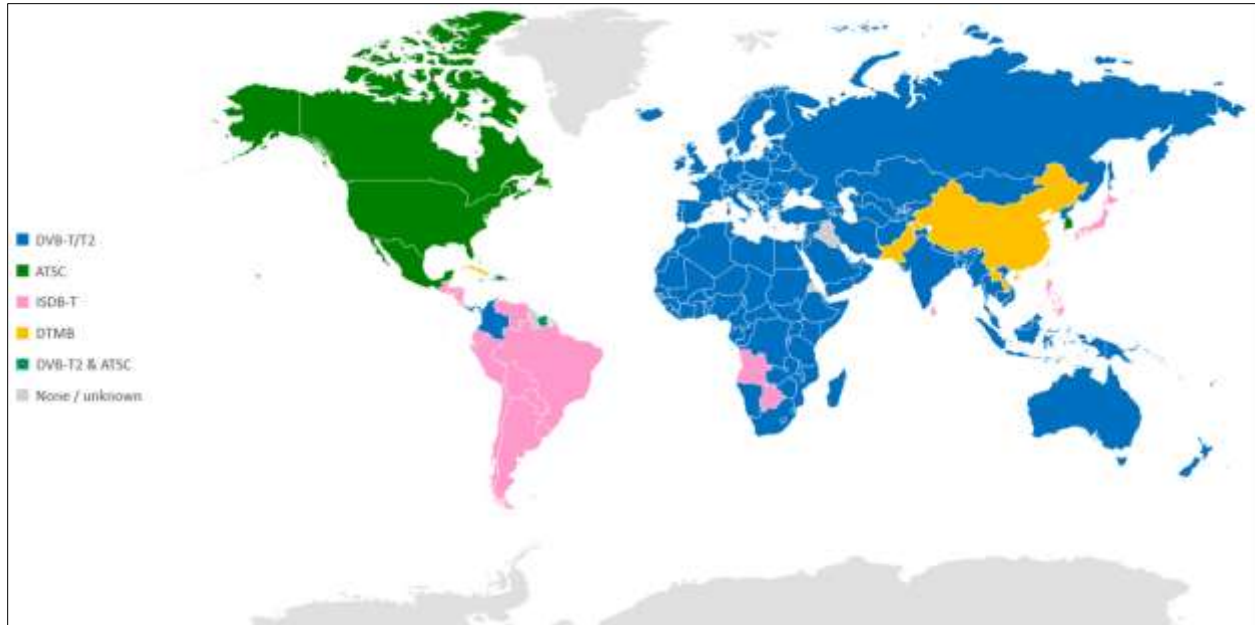 DVB-T/T2
ATSC
ISDB-T
DTMB
DVB-T2 & ATSC
None / unknown